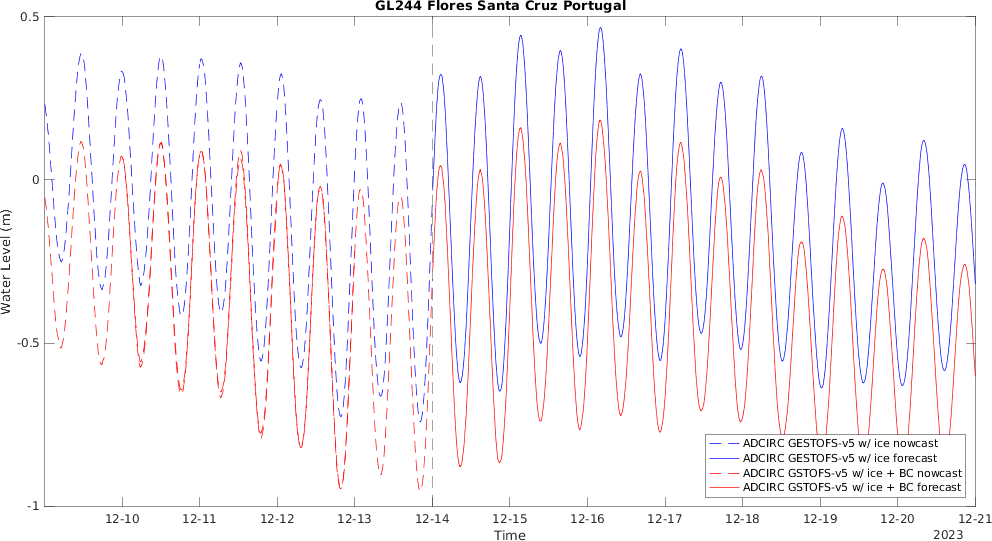 GL244 Flores Santa Cruz Portugal
0.5
0
-0.5
-1
Water Level (m)
ADCIRC GESTOFS-v5 w/ ice nowcast
ADCIRC GESTOFS-v5 w/ ice forecast
ADCIRC GSTOFS-v5 w/ ice + BC nowcast
ADCIRC GSTOFS-v5 w/ ice + BC forecast
12-10 12-11 12-12 12-13 12-14 12-15 12-16 12-17 12-18 12-19 12-20 12-21
Time
2023